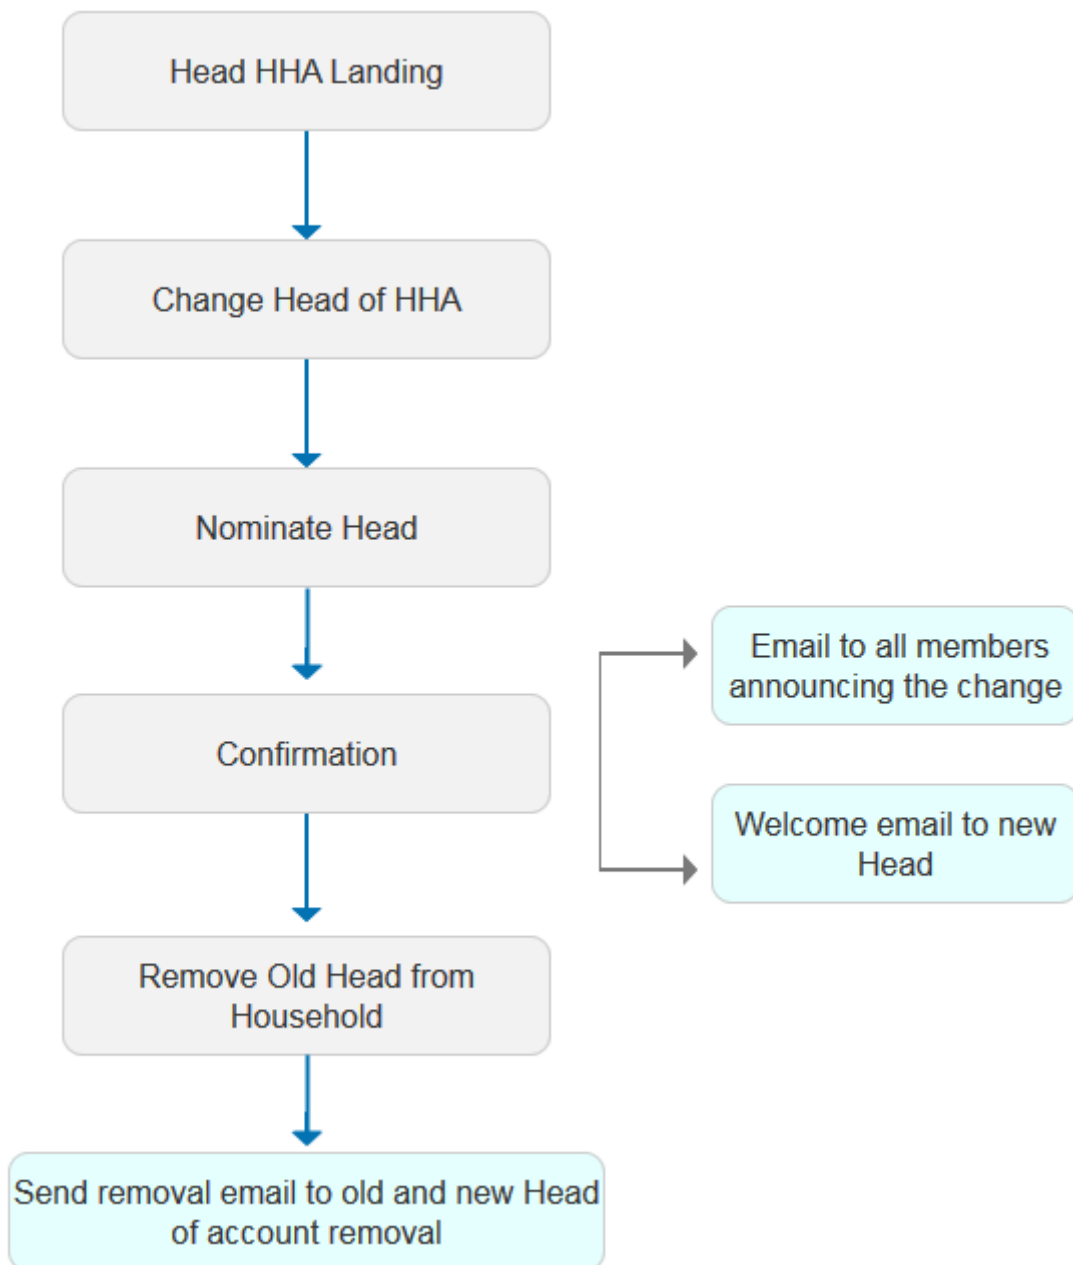 Head HHA Landing
Change Head of HHA
Nominate Head
Email to all members
announcing the change
Confirmation
Welcome email to new
Head
Remove Old Head from
Household
Send removal email to old and new Head
of account removal